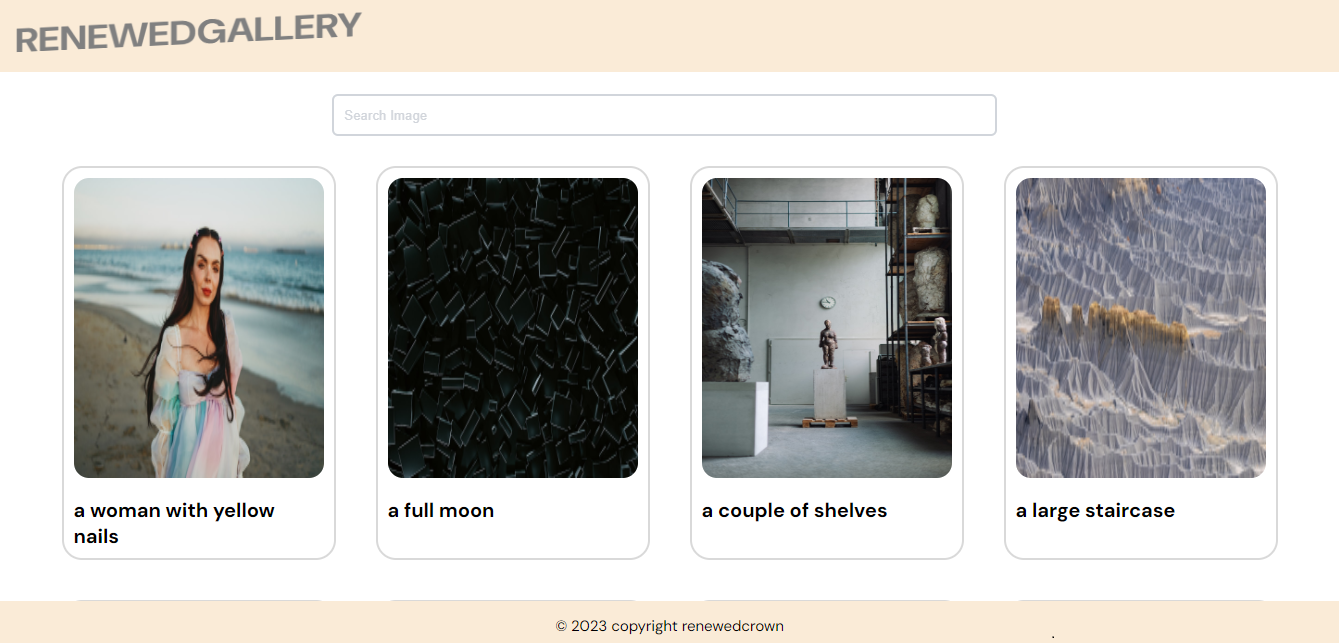 RENEWEDGALLERY
Search Image
a woman with yellow
nails
a full moon
a couple of shelves
a large staircase
© 2023 copyright renewedcrown